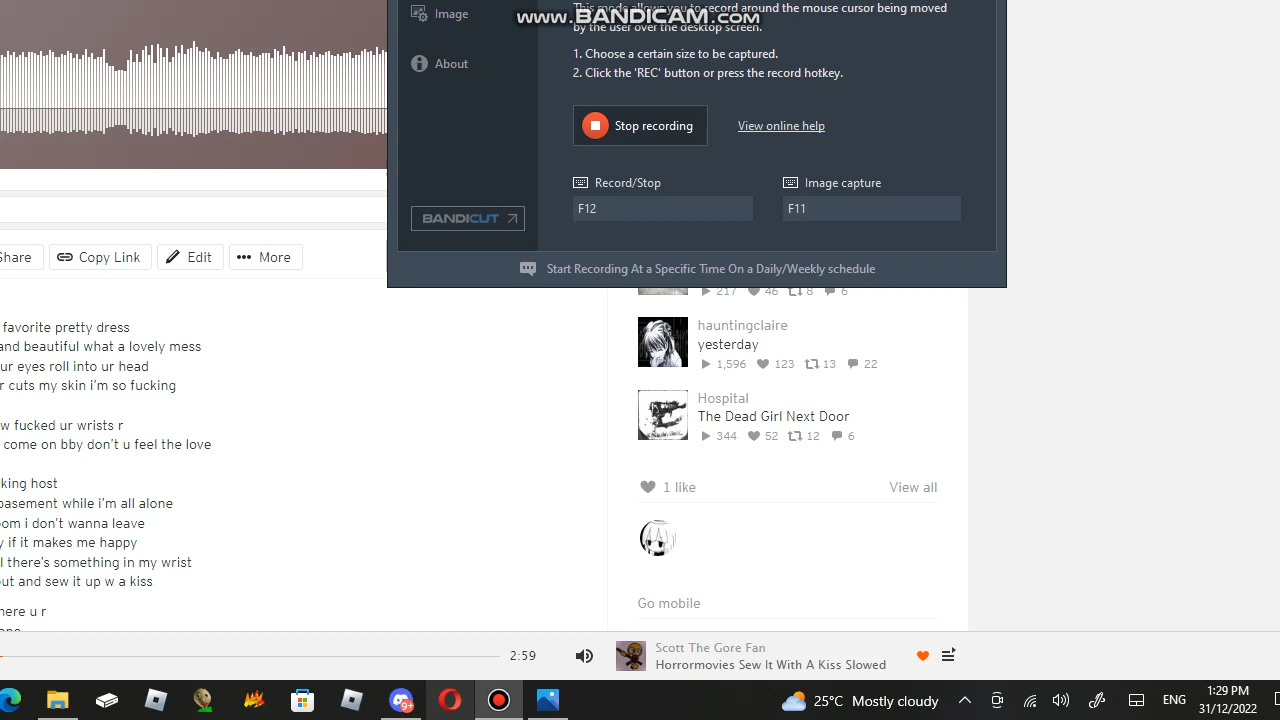 www.BANDICAM.com
This mode allows you to record around the mouse cursor being moved
by the user over the desktop screen.
Image
1. Choose a certain size to be captured.
About
2. Click the 'REC' button or press the record hotkey.
Stop recording
View online help
Record/Stop
Image capture
F12
F11
BANDICUT
Start Recording At a Specific Time On a Daily/Weekly schedule
Share
Copy Link
Edit
More
217 46 8 6
favorite pretty dress
and beautiful what a lovely mess
ur eyes roll into ur head
r cuts my skin i'm so fucking
w fucked ur wrists r
come on bby don't u feel the love
king host
basement while i'm all alone
oom i don't wanna leave
y if it makes me happy
l there's something in my wrist
out and sew it up w a kiss
here u r
hauntingclaire
yesterday
1,596 123 13 22
Hospital
The Dead Girl Next Door
344 52 12 6
1 like
View all
Go mobile
2:59
Scott The Gore Fan
Horrormovies Sew It With A Kiss Slowed
9+
25°C Mostly cloudy
ENG
1:29 PM
31/12/2022